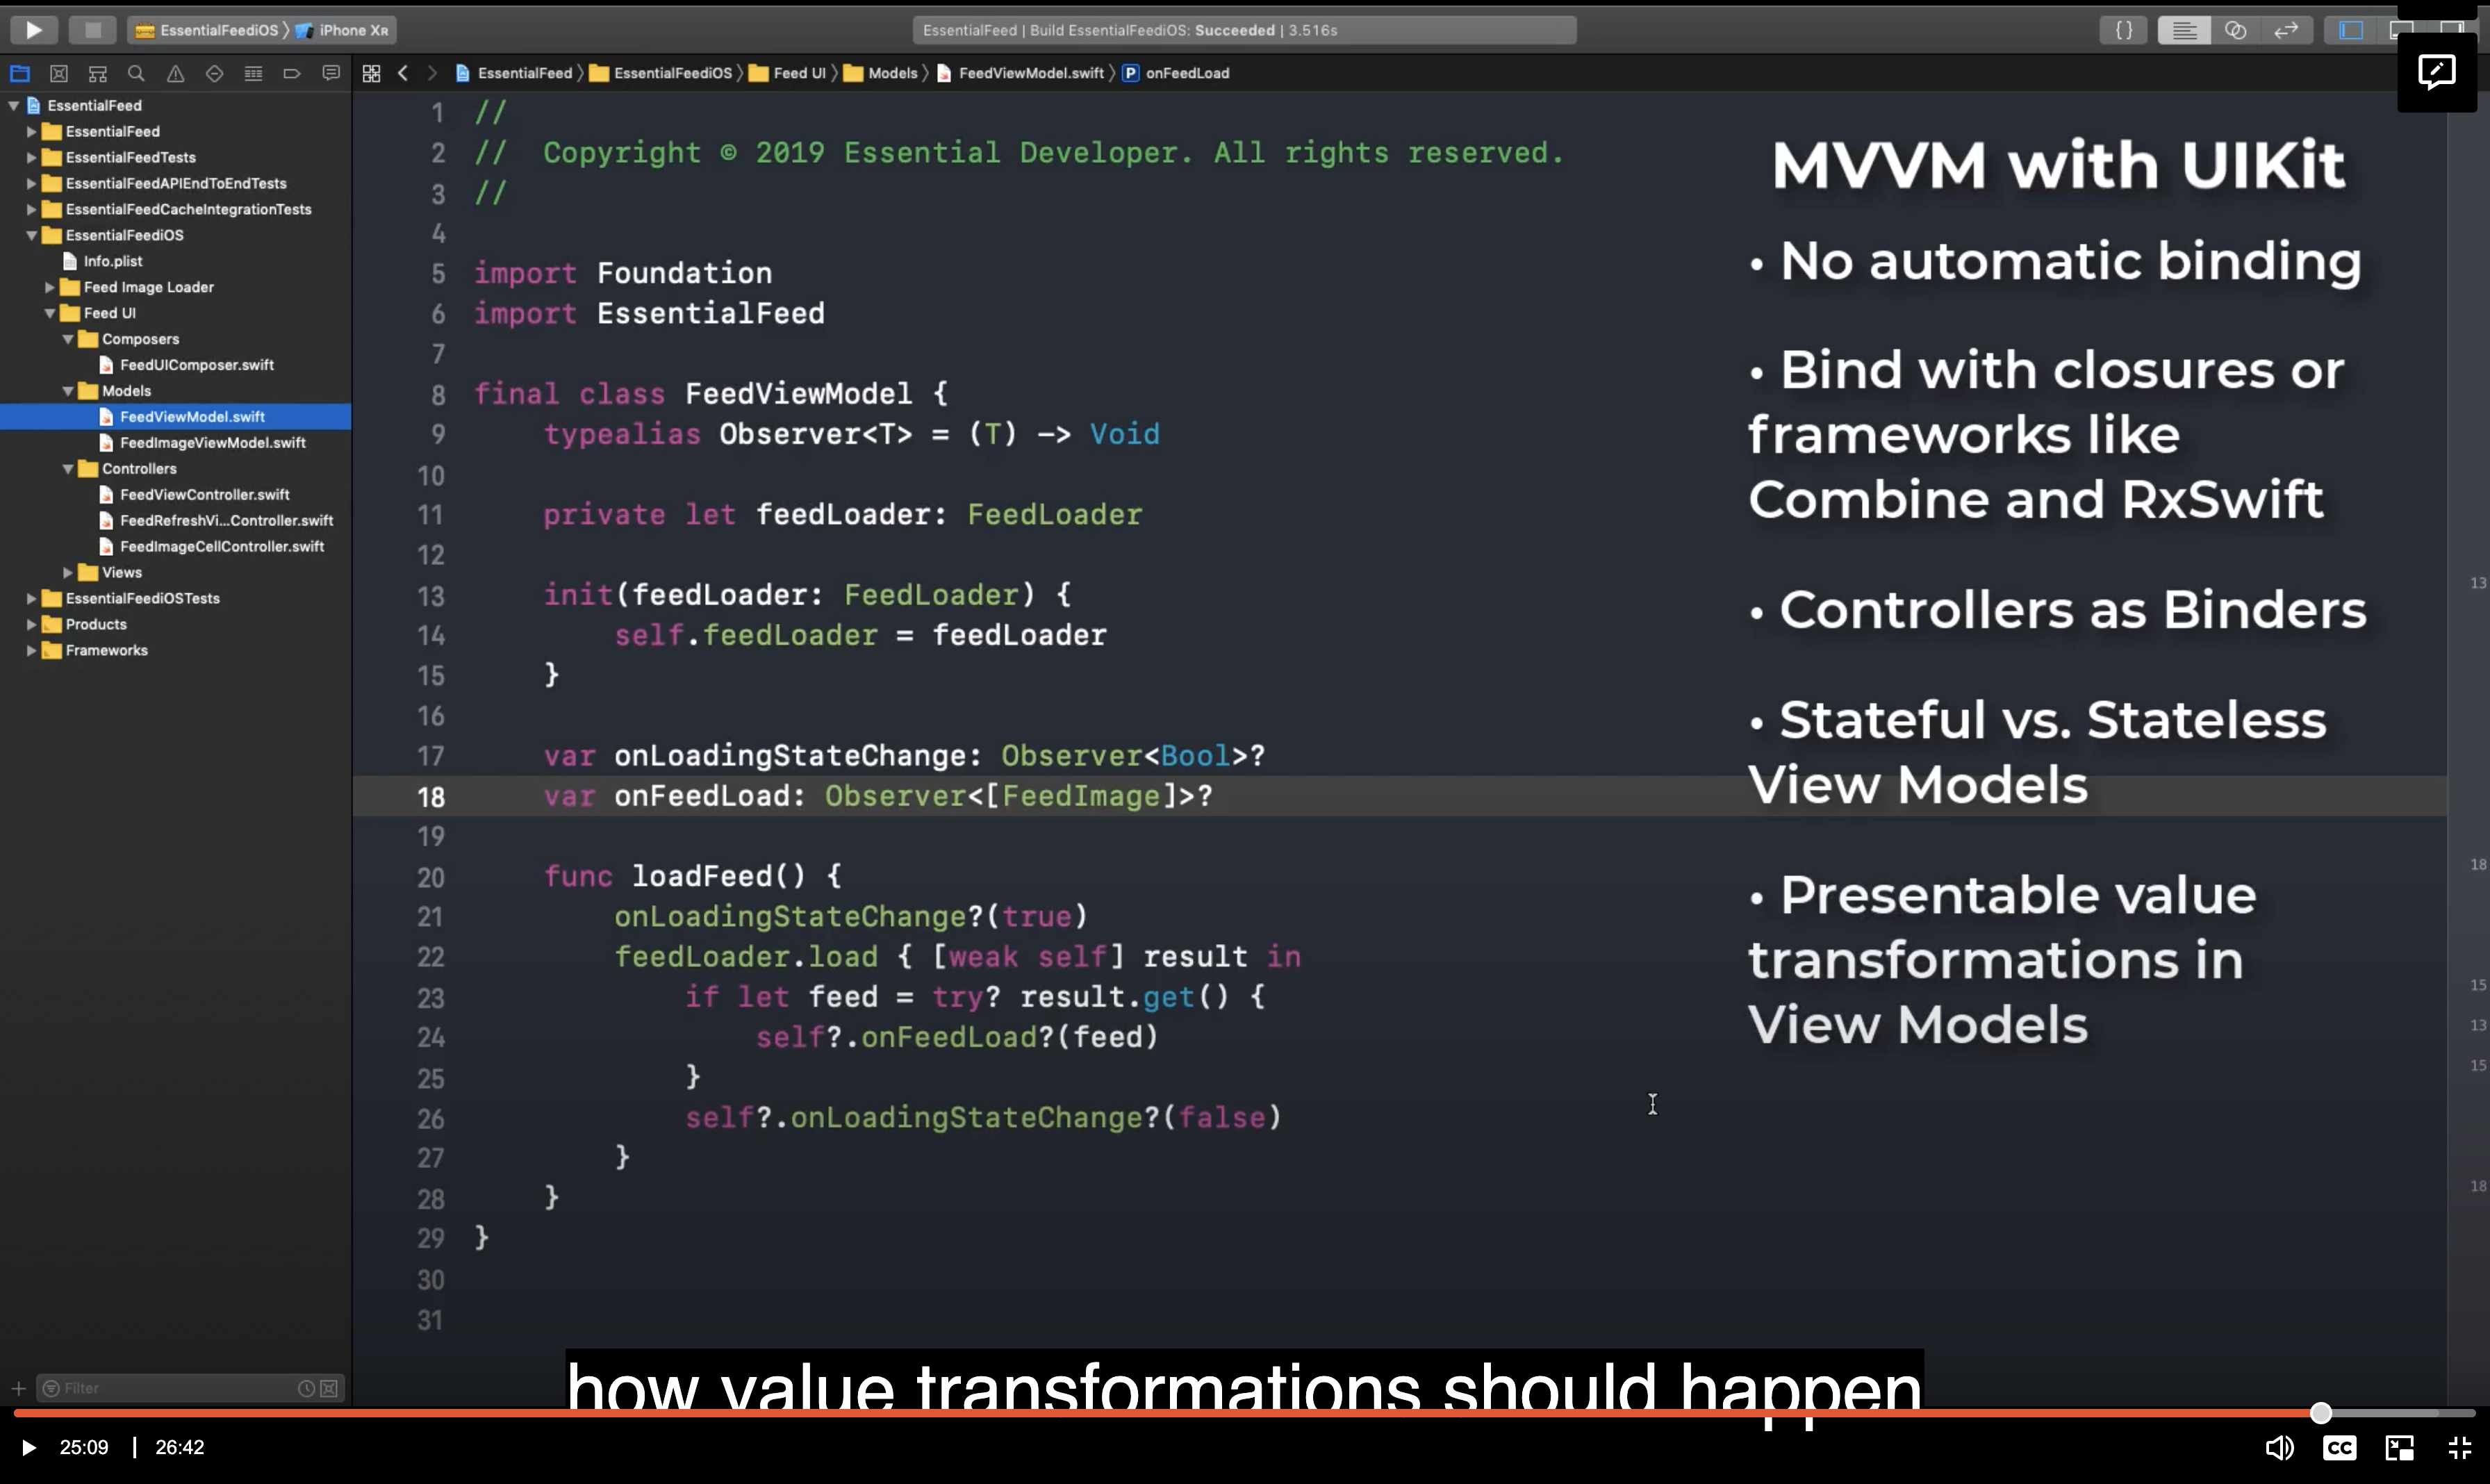 EssentialFeediOS 〉 iPhone XR
EssentialFeed | Build EssentialFeediOS: Succeeded | 3.516s
{}
EssentialFeed 〉 EssentialFeediOS 〉 Feed UI 〉 Models 〉 FeedViewModel.swift 〉 P onFeedLoad
EssentialFeed
EssentialFeed
EssentialFeedTests
EssentialFeedAPIEndToEndTests
EssentialFeedCacheIntegrationTests
EssentialFeediOS
Info.plist
Feed Image Loader
Feed UI
Composers
FeedUIComposer.swift
Models
FeedViewModel.swift
FeedImageViewModel.swift
Controllers
FeedViewController.swift
FeedRefreshVi...Controller.swift
FeedImageCellController.swift
Views
EssentialFeediOSTests
Products
Frameworks
Filter
1 //
2 //  Copyright © 2019 Essential Developer. All rights reserved.
3 //
4
5 import Foundation
6 import EssentialFeed
7
8 final class FeedViewModel {
9     typealias Observer<T> = (T) -> Void
10
11     private let feedLoader: FeedLoader
12
13     init(feedLoader: FeedLoader) {
14         self.feedLoader = feedLoader
15     }
16
17     var onLoadingStateChange: Observer<Bool>?
18     var onFeedLoad: Observer<[FeedImage]>?
19
20     func loadFeed() {
21         onLoadingStateChange?(true)
22         feedLoader.load { [weak self] result in
23             if let feed = try? result.get() {
24                 self?.onFeedLoad?(feed)
25             }
26             self?.onLoadingStateChange?(false)
27         }
28     }
29 }
30
31
MVVM with UIKit
• No automatic binding
• Bind with closures or
frameworks like
Combine and RxSwift
• Controllers as Binders
• Stateful vs. Stateless
View Models
• Presentable value
transformations in
View Models
13
18
15
13
15
18
how value transformations should happen
25:09 | 26:42
CC